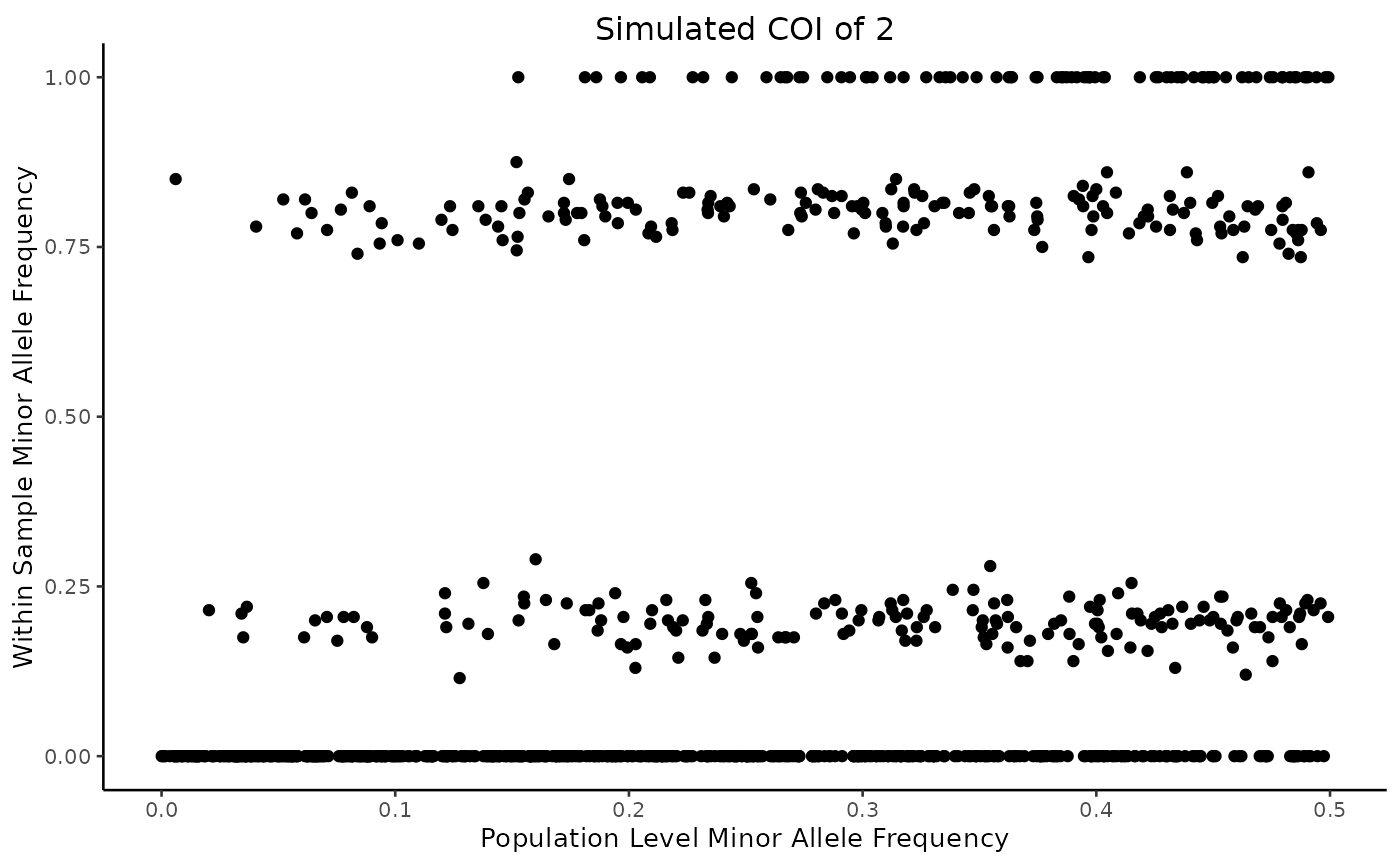 Simulated COI of 2
Within Sample Minor Allele Frequency
1.00
0.75
0.50
0.25
0.00
0.0 0.1 0.2 0.3 0.4 0.5
Population Level Minor Allele Frequency